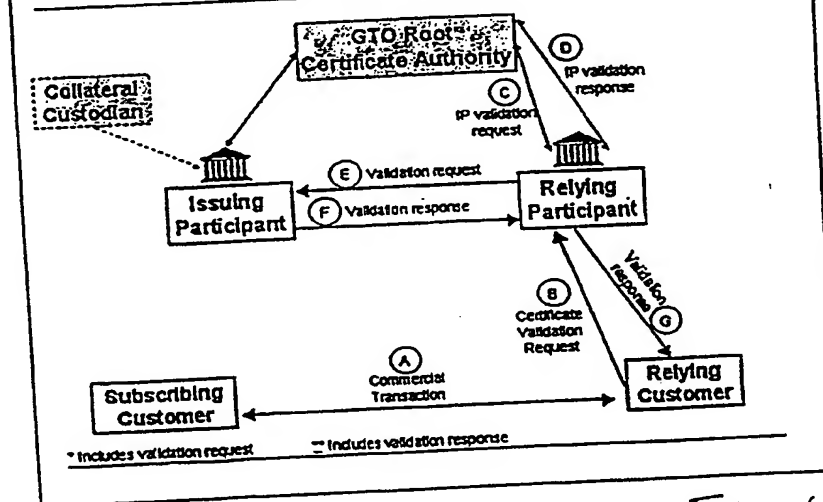 GTO Root
Certificate Authority
D
IP validation
response
C
IP validation
request
Collateral
Custodian
E Validation request
F Validation response
Issuing
Participant
Relying
Participant
Validation
response
G
B
Certificate
Validation
Request
A
Commercial
Transaction
Subscribing
Customer
Relying
Customer
* Includes validation request
** Includes validation response